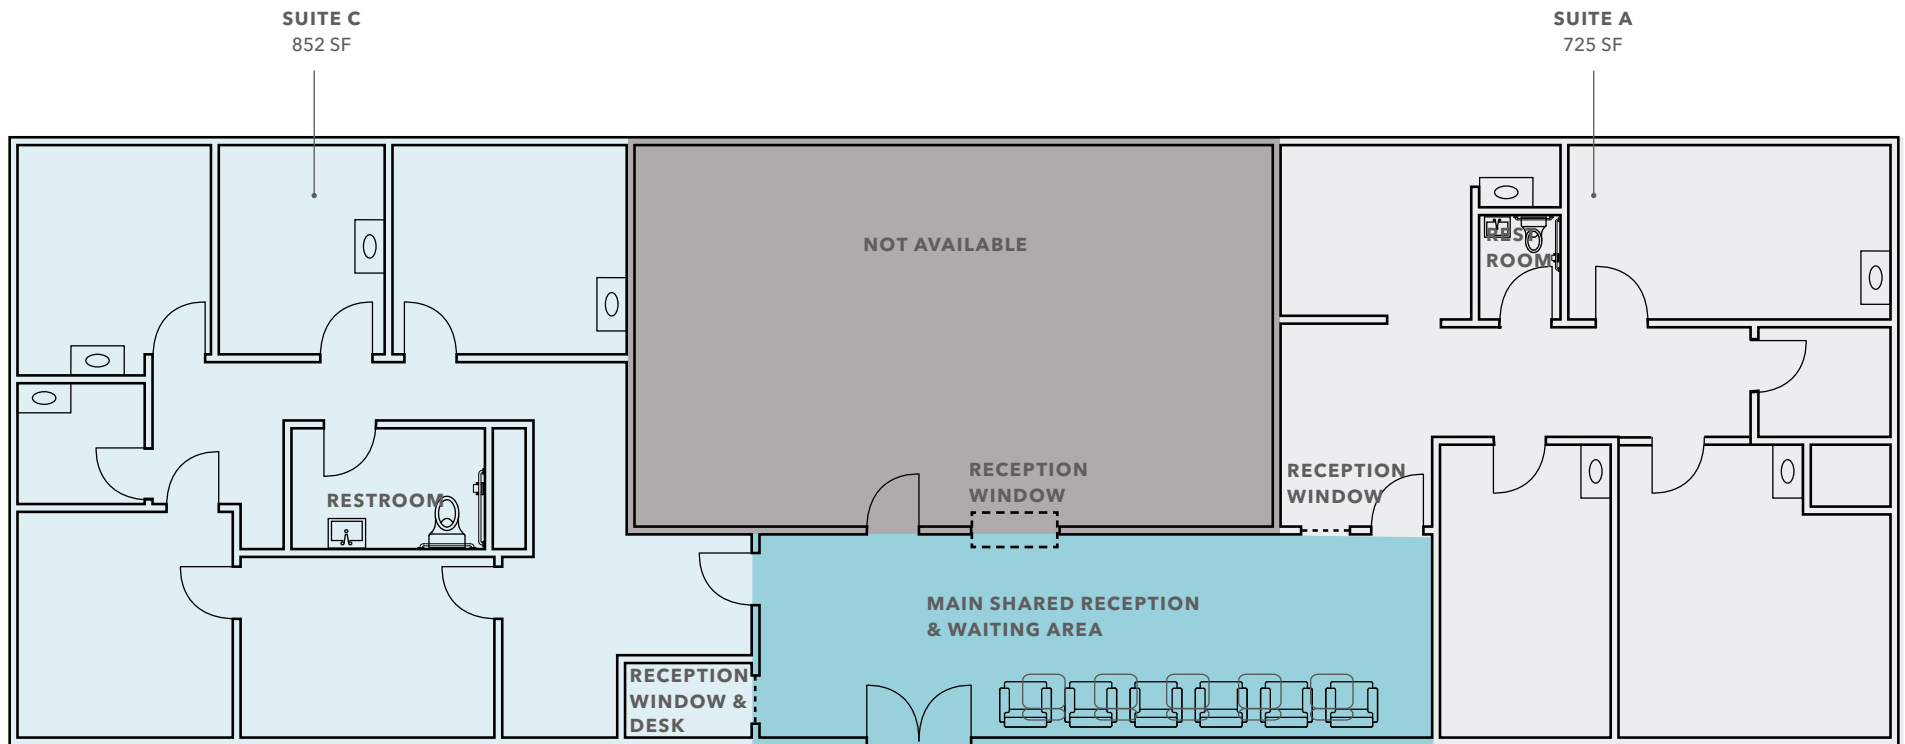 SUITE C
852 SF
SUITE A
725 SF
NOT AVAILABLE
REST
ROOM
RECEPTION
WINDOW
RECEPTION
WINDOW
RESTROOM
MAIN SHARED RECEPTION
& WAITING AREA
RECEPTION
WINDOW &
DESK